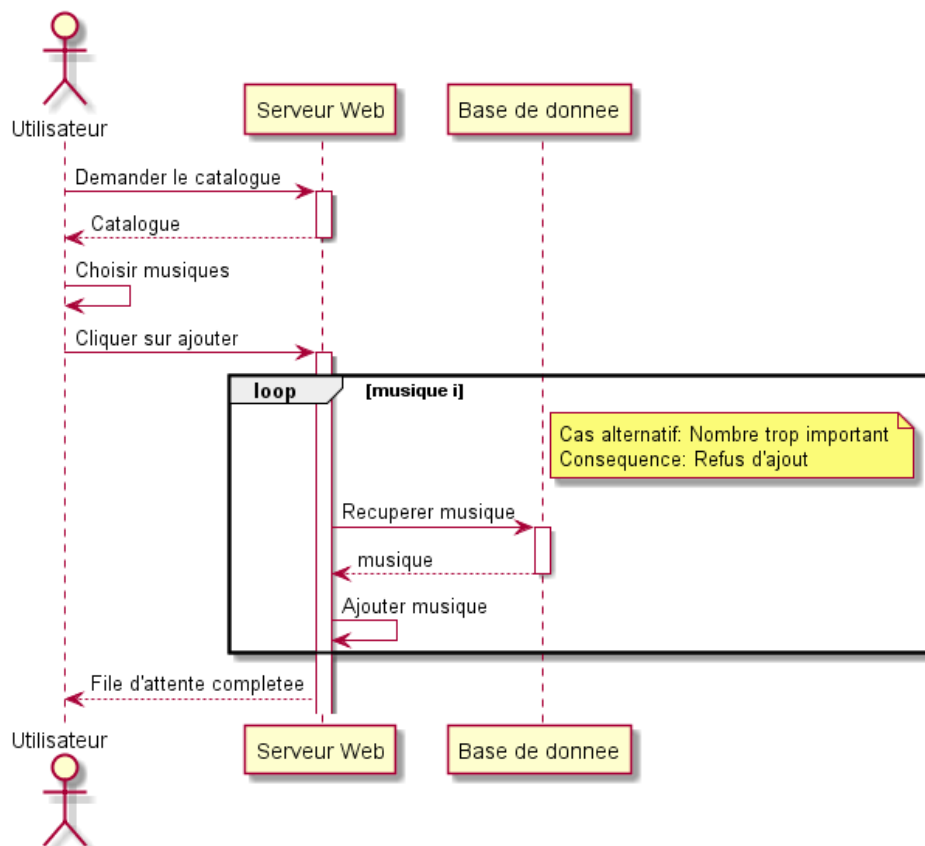 Utilisateur
Serveur Web
Base de donnee
Demander le catalogue
Catalogue
Choisir musiques
Cliquer sur ajouter
loop
[musique i]
Cas alternatif: Nombre trop important
Consequence: Refus d'ajout
Recuperer musique
musique
Ajouter musique
File d'attente completee
Utilisateur
Serveur Web
Base de donnee